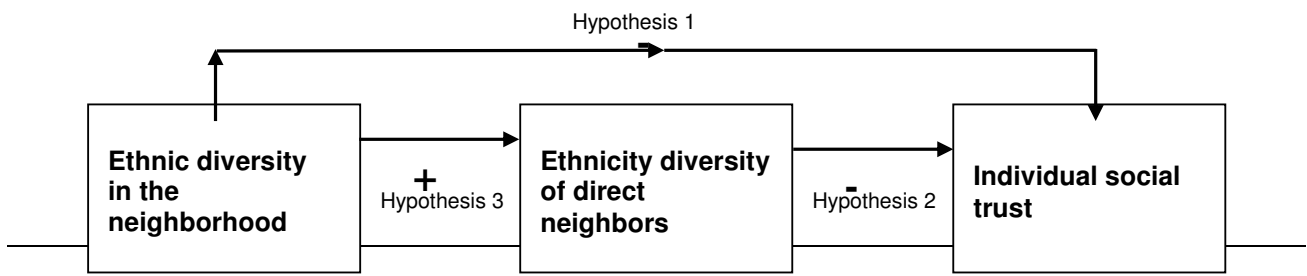 Hypothesis 1
-
Ethnic diversity
in the
neighborhood
+
Hypothesis 3
Ethnicity diversity
of direct
neighbors
-
Hypothesis 2
Individual social
trust